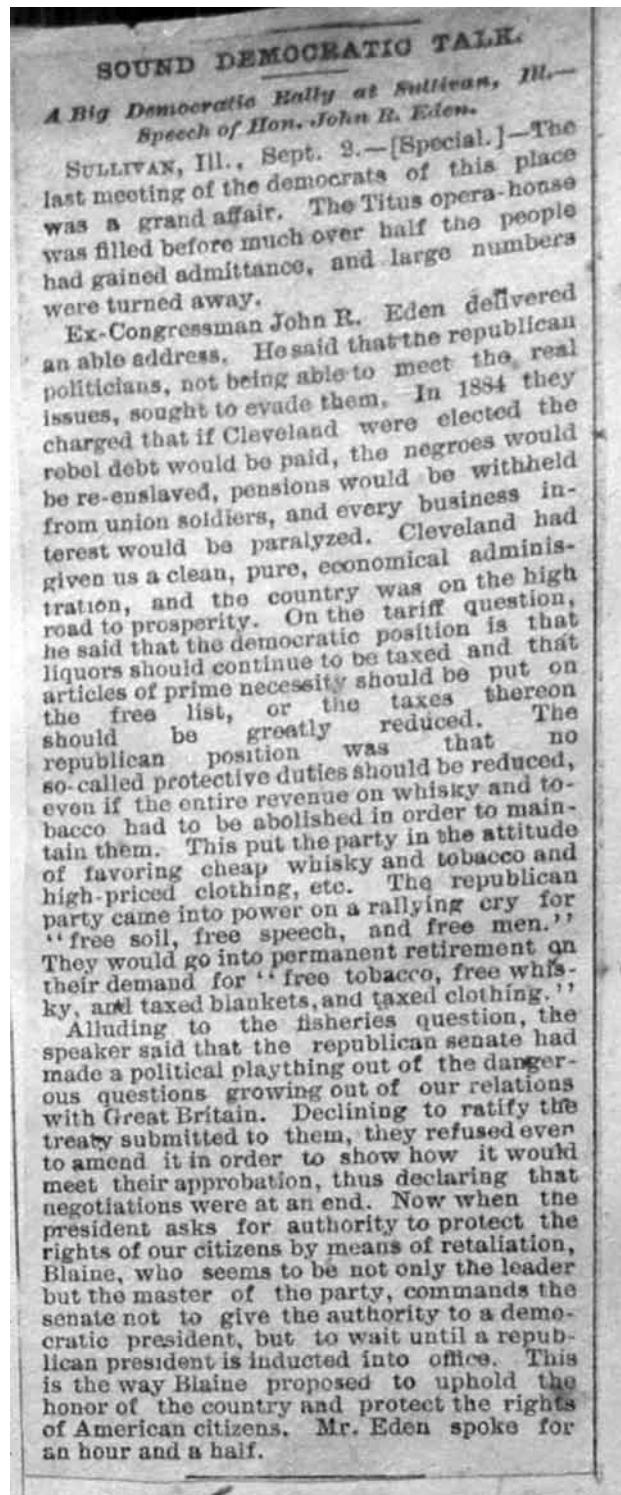 SOUND DEMOCRATIC TALK.
A Big Democratic Rally at Sullivan, Ill.—
Speech of Hon. John R. Eden.
SULLIVAN, Ill., Sept. 2.—[Special.]—The
last meeting of the democrats of this place
was a grand affair. The Titus opera-house
was filled before much over half the people
had gained admittance, and large numbers
were turned away.
Ex-Congressman John R. Eden delivered
an able address. He said that the republican
politicians, not being able to meet the real
issues, sought to evade them. In 1884 they
charged that if Cleveland were elected the
rebel debt would be paid, the negroes would
be re-enslaved, pensions would be withheld
from union soldiers, and every business in-
terest would be paralyzed. Cleveland had
given us a clean, pure, economical adminis-
tration, and the country was on the high
road to prosperity. On the tariff question,
he said that the democratic position is that
liquors should continue to be taxed and that
articles of prime necessity should be put on
the free list, or the taxes thereon
should be greatly reduced. The
republican position was that no
so-called protective duties should be reduced,
even if the entire revenue on whisky and to-
bacco had to be abolished in order to main-
tain them. This put the party in the attitude
of favoring cheap whisky and tobacco and
high-priced clothing, etc. The republican
party came into power on a rallying cry for
"free soil, free speech, and free men."
They would go into permanent retirement on
their demand for "free tobacco, free whis-
ky, and taxed blankets, and taxed clothing."
Alluding to the fisheries question, the
speaker said that the republican senate had
made a political plaything out of the danger-
ous questions growing out of our relations
with Great Britain. Declining to ratify the
treaty submitted to them, they refused even
to amend it in order to show how it would
meet their approbation, thus declaring that
negotiations were at an end. Now when the
president asks for authority to protect the
rights of our citizens by means of retaliation,
Blaine, who seems to be not only the leader
but the master of the party, commands the
senate not to give the authority to a demo-
cratic president, but to wait until a repub-
lican president is inducted into office. This
is the way Blaine proposed to uphold the
honor of the country and protect the rights
of American citizens. Mr. Eden spoke for
an hour and a half.